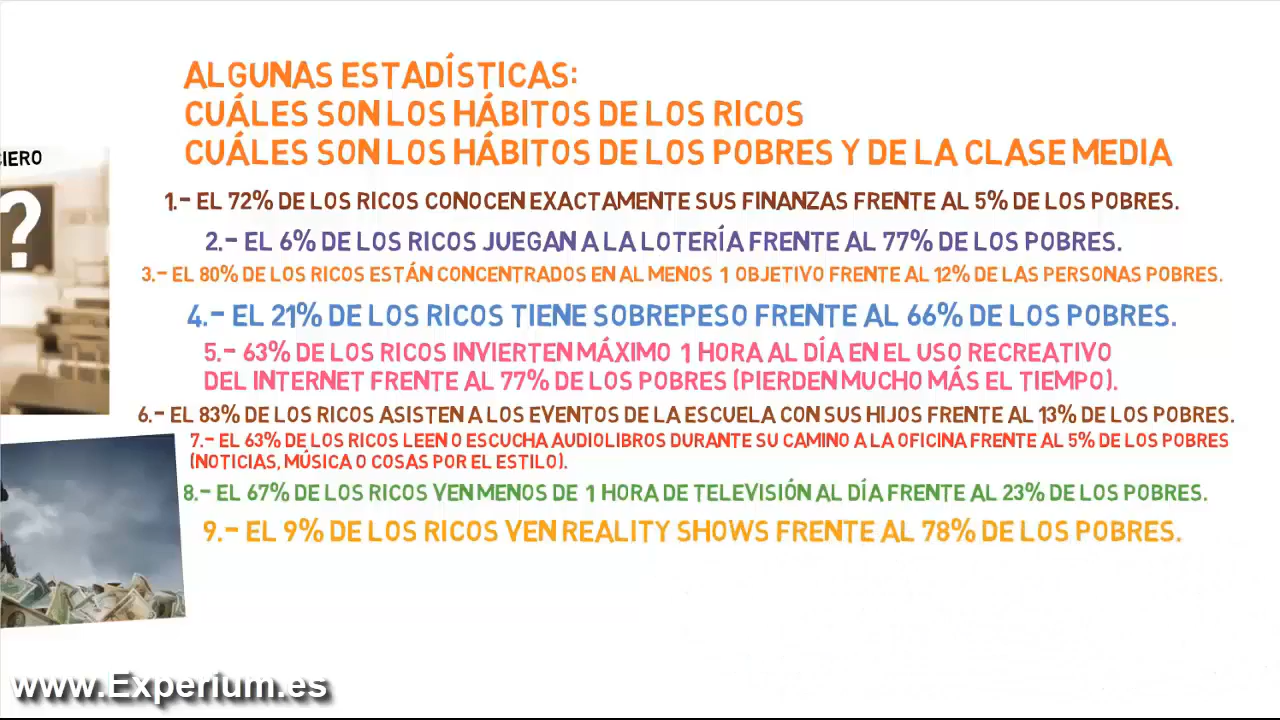 ALGUNAS ESTADÍSTICAS:
CUÁLES SON LOS HÁBITOS DE LOS RICOS
CUÁLES SON LOS HÁBITOS DE LOS POBRES Y DE LA CLASE MEDIA
CIERO
?
1.- EL 72% DE LOS RICOS CONOCEN EXACTAMENTE SUS FINANZAS FRENTE AL 5% DE LOS POBRES.
2.- EL 6% DE LOS RICOS JUEGAN A LA LOTERÍA FRENTE AL 77% DE LOS POBRES.
3.- EL 80% DE LOS RICOS ESTÁN CONCENTRADOS EN AL MENOS 1 OBJETIVO FRENTE AL 12% DE LAS PERSONAS POBRES.
4.- EL 21% DE LOS RICOS TIENE SOBREPESO FRENTE AL 66% DE LOS POBRES.
5.- 63% DE LOS RICOS INVIERTEN MÁXIMO 1 HORA AL DÍA EN EL USO RECREATIVO
DEL INTERNET FRENTE AL 77% DE LOS POBRES (PIERDEN MUCHO MÁS EL TIEMPO).
6.- EL 83% DE LOS RICOS ASISTEN A LOS EVENTOS DE LA ESCUELA CON SUS HIJOS FRENTE AL 13% DE LOS POBRES.
7.- EL 63% DE LOS RICOS LEEN O ESCUCHA AUDIOLIBROS DURANTE SU CAMINO A LA OFICINA FRENTE AL 5% DE LOS POBRES
(NOTICIAS, MÚSICA O COSAS POR EL ESTILO).
8.- EL 67% DE LOS RICOS VEN MENOS DE 1 HORA DE TELEVISIÓN AL DÍA FRENTE AL 23% DE LOS POBRES.
9.- EL 9% DE LOS RICOS VEN REALITY SHOWS FRENTE AL 78% DE LOS POBRES.
www.Experium.es